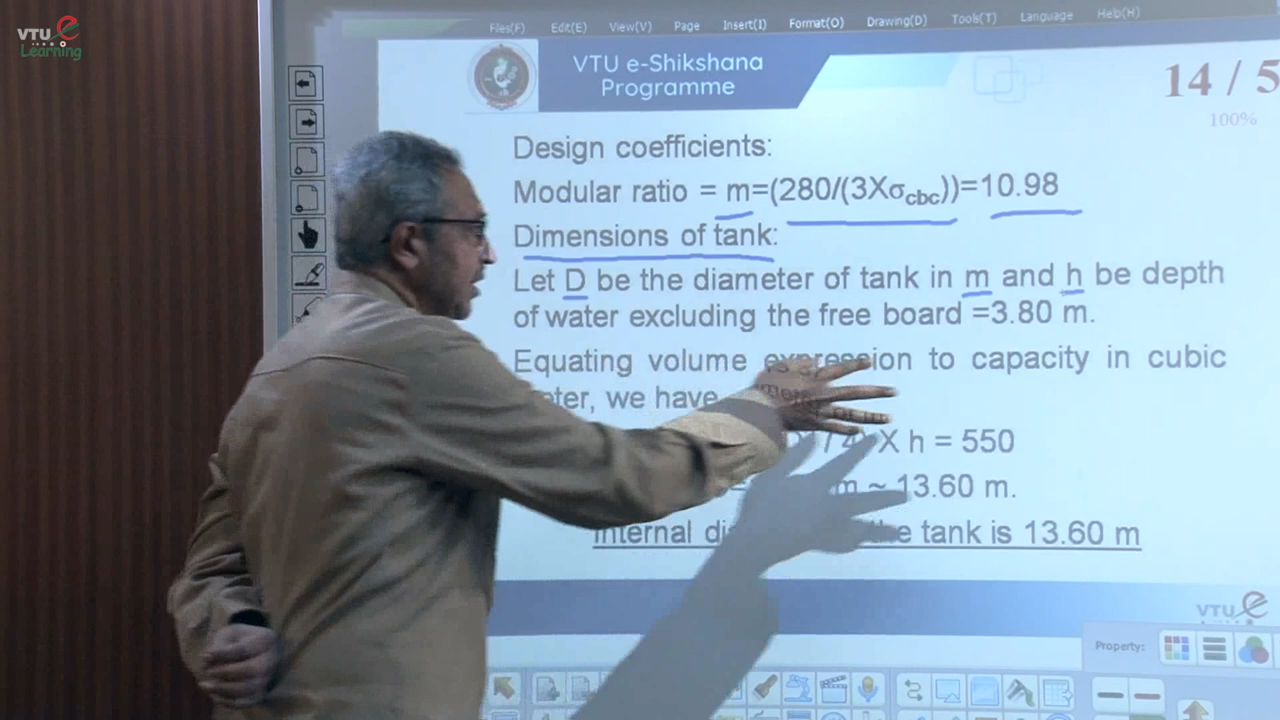 VTU e
Learning
Files(F) Edit(E) View(V) Page Insert(I) Format(O) Drawing(D) Tools(T) Language Help(H)
VTU e-Shikshana
Programme
14 / 5
100%
Design coefficients:
Modular ratio = m=(280/(3Xσcbc))=10.98
Dimensions of tank:
Let D be the diameter of tank in m and h be depth
of water excluding the free board =3.80 m.
Equating volume expression to capacity in cubic
we have
/ 4) X h = 550
m ~ 13.60 m.
Internal the tank is 13.60 m
VTU e
Property: